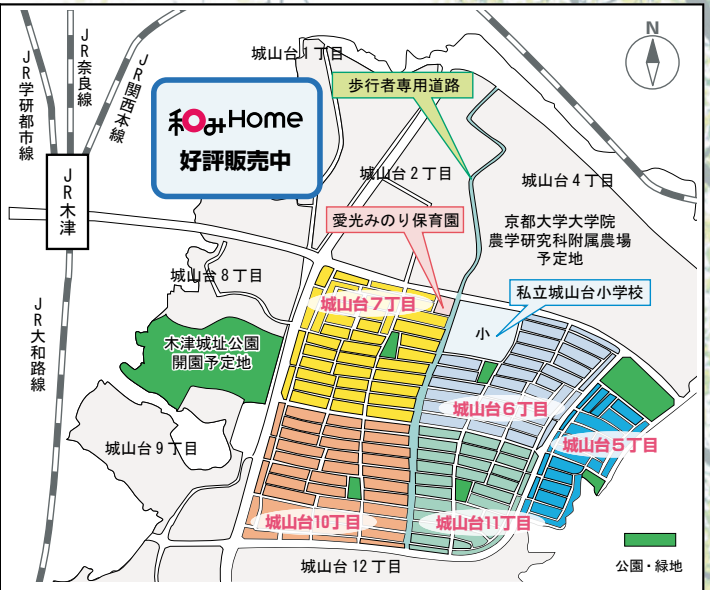 城山台1丁目
N
JR学研都市線
JR奈良線
JR関西本線
歩行者専用道路
和みHome
好評販売中
城山台2丁目
城山台4丁目
JR木津
愛光みのり保育園
京都大学大学院
農学研究科附属農場
予定地
城山台8丁目
私立城山台小学校
城山台7丁目
小
JR大和路線
木津城址公園
開園予定地
城山台6丁目
城山台5丁目
城山台9丁目
城山台10丁目
城山台11丁目
城山台12丁目
公園・緑地